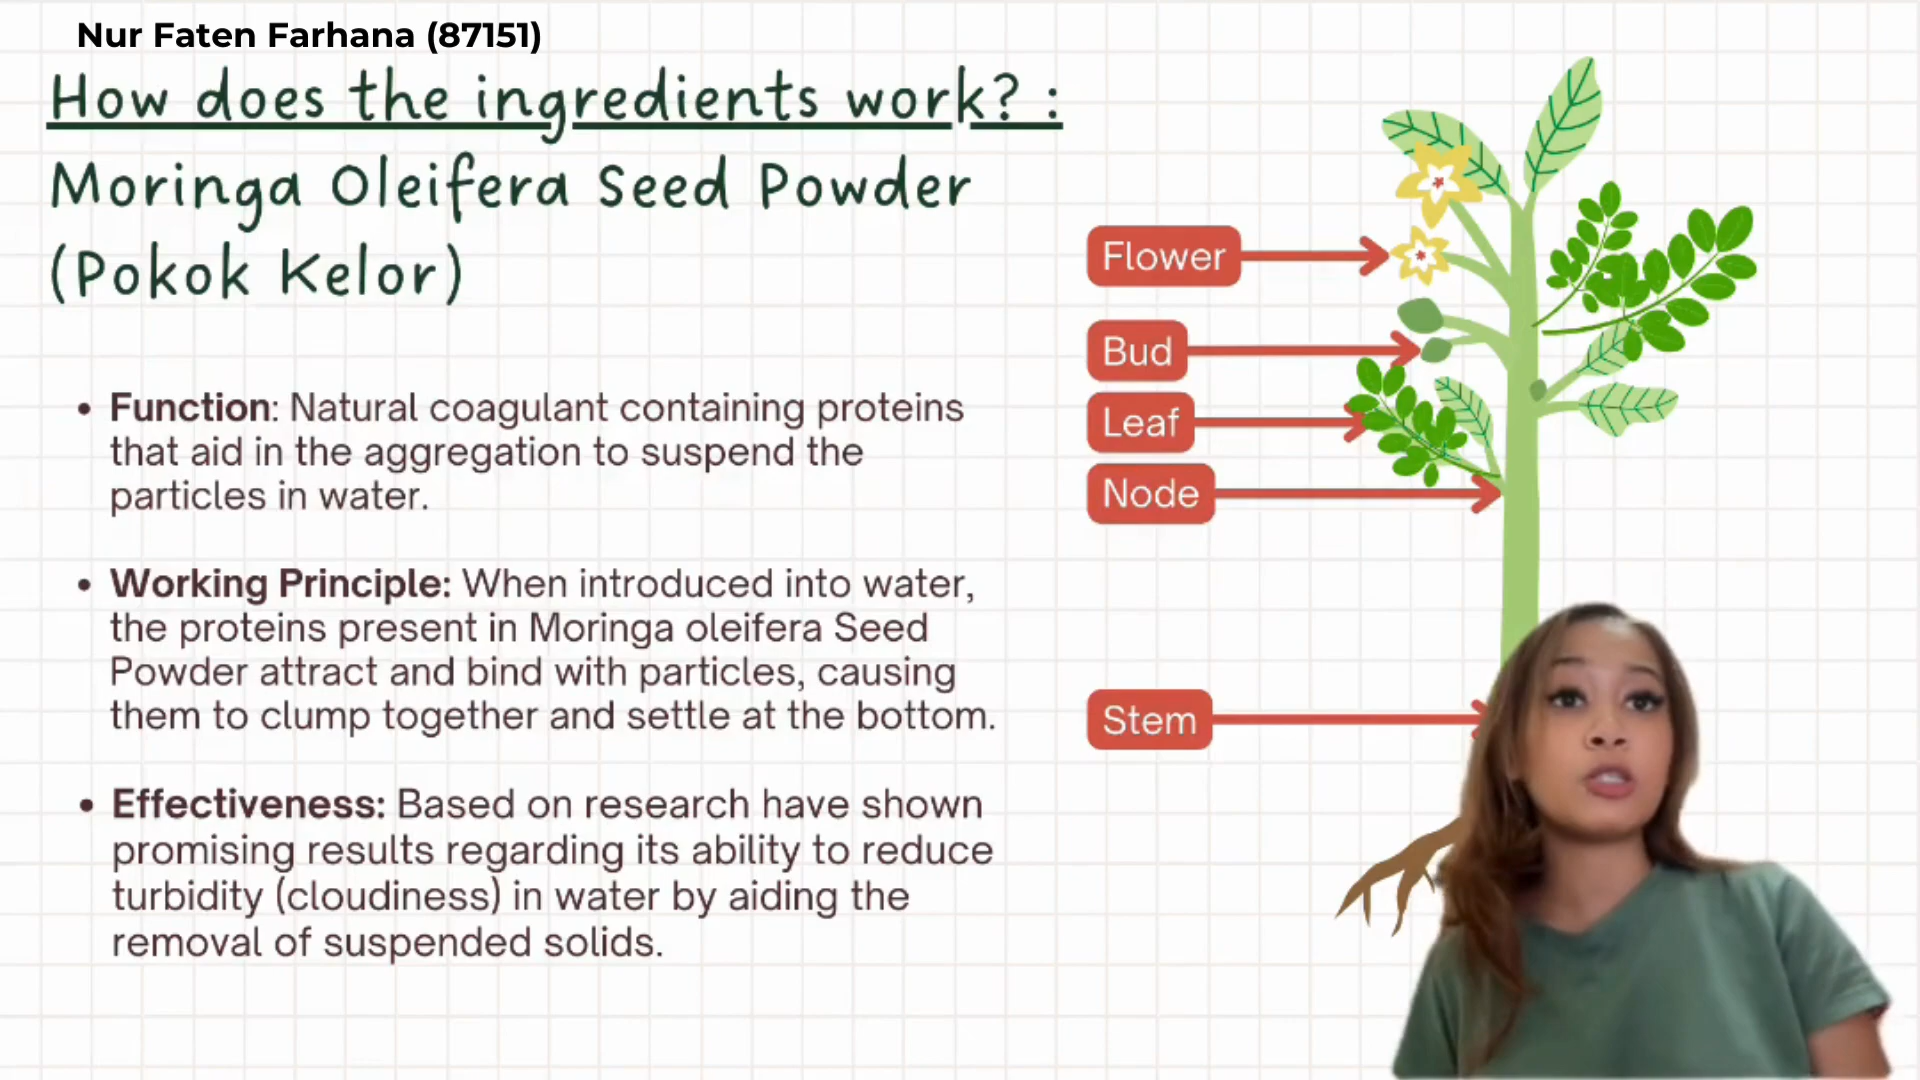 Nur Faten Farhana (87151)
How does the ingredients work? :
Moringa Oleifera Seed Powder
(Pokok Kelor)
• Function: Natural coagulant containing proteins
that aid in the aggregation to suspend the
particles in water.
• Working Principle: When introduced into water,
the proteins present in Moringa oleifera Seed
Powder attract and bind with particles, causing
them to clump together and settle at the bottom.
• Effectiveness: Based on research have shown
promising results regarding its ability to reduce
turbidity (cloudiness) in water by aiding the
removal of suspended solids.
Flower
Bud
Leaf
Node
Stem